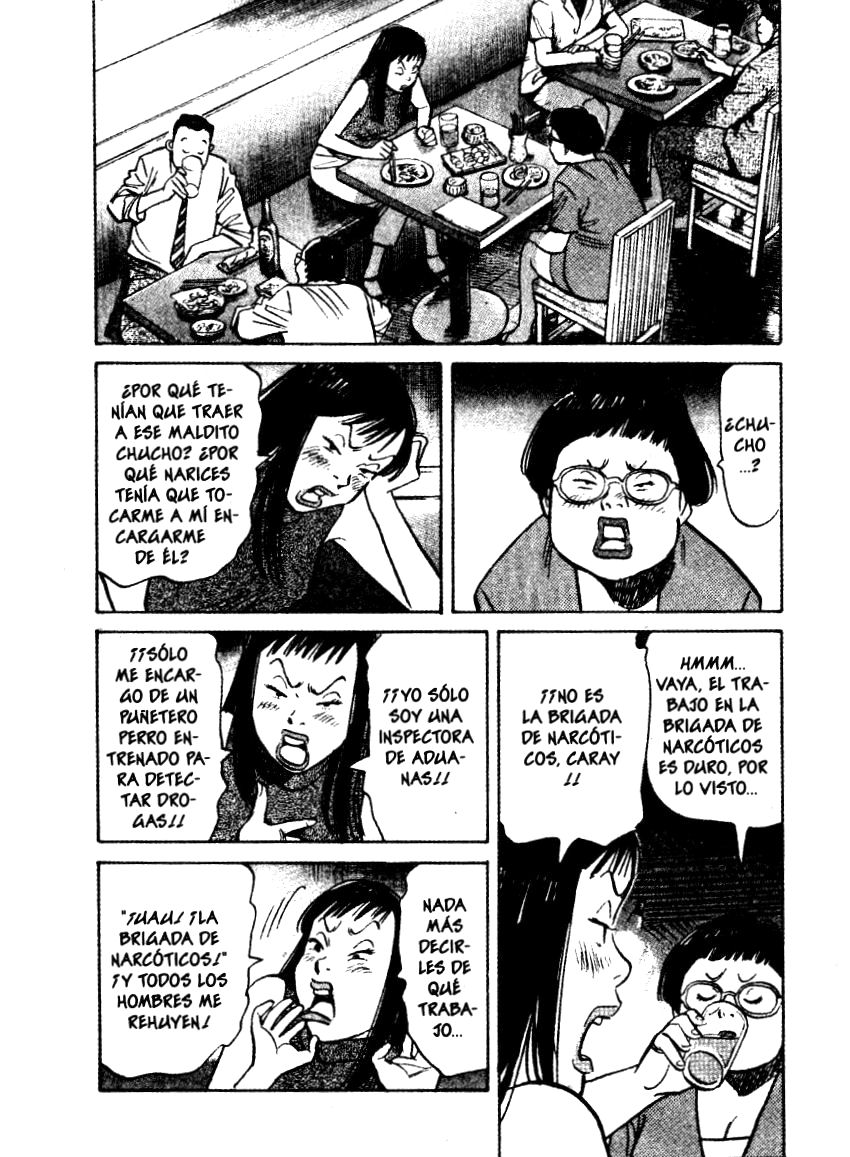 ¿CHU-
CHO
...?
¿POR QUÉ TE-
NÍAN QUE TRAER
A ESE MALDITO
CHUCHO? ¿POR
QUÉ NARICES
TENÍA QUE TO-
CARME A MÍ EN-
CARGARME
DE ÉL?
HMMM...
VAYA, EL TRA-
BAJO EN LA
BRIGADA DE
NARCÓTICOS
ES DURO, POR
LO VISTO...
¡¡NO ES
LA BRIGADA
DE NARCÓTI-
COS, CARAY
!!
¡¡YO SÓLO
SOY UNA
INSPECTORA
DE ADUA-
NAS!!
¡¡SÓLO
ME ENCAR-
GO DE UN
PUÑETERO
PERRO EN-
TRENADO PA-
RA DETEC-
TAR DRO-
GAS!!
NADA
MÁS
DECIR-
LES DE
QUÉ
TRABA-
JO...
"¡UAU! ¡LA
BRIGADA DE
NARCÓTICOS!"
¡Y TODOS LOS
HOMBRES ME
REHUYEN!